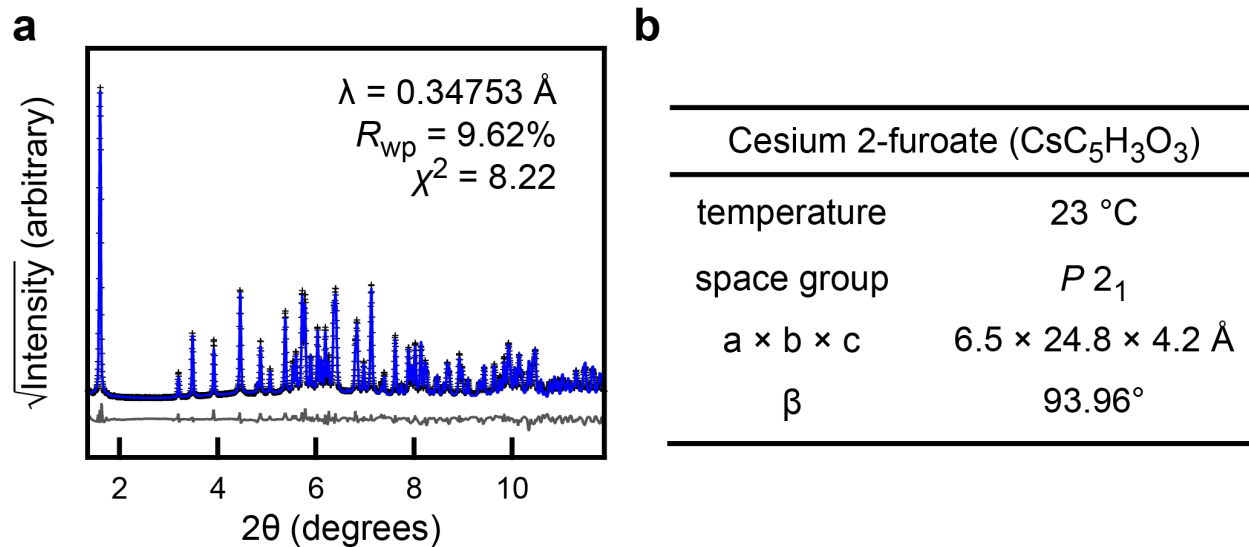 a
λ = 0.34753 Å
Rwp = 9.62%
χ² = 8.22
√Intensity (arbitrary)
2 4 6 8 10
2θ (degrees)
b
Cesium 2-furoate (CsC₅H₃O₃)
temperature 23 °C
space group P 2₁
a × b × c 6.5 × 24.8 × 4.2 Å
β 93.96°